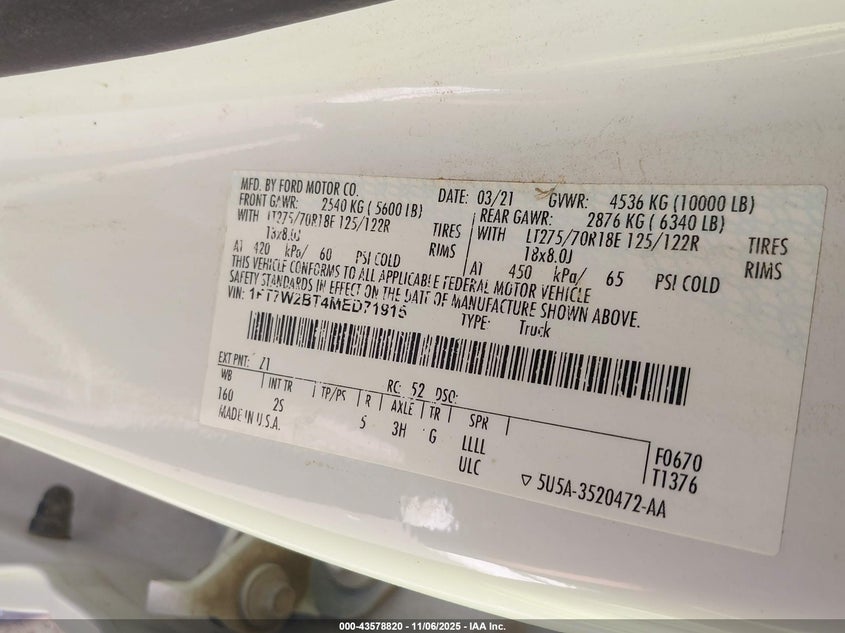 MFD. BY FORD MOTOR CO.
DATE: 03/21 GVWR: 4536 KG (10000 LB)
FRONT GAWR: 2540 KG ( 5600 LB) REAR GAWR: 2876 KG ( 6340 LB)
WITH LT275/70R18E 125/122R TIRES WITH LT275/70R18E 125/122R TIRES
18x8.0J RIMS 18x8.0J RIMS
AT 420 kPa/ 60 PSI COLD AT 450 kPa/ 65 PSI COLD
THIS VEHICLE CONFORMS TO ALL APPLICABLE FEDERAL MOTOR VEHICLE
SAFETY STANDARDS IN EFFECT ON THE DATE OF MANUFACTURE SHOWN ABOVE.
VIN: 1FT7W2BT4MED71915 TYPE: Truck
EXT PNT: Z1 RC: 52 DSO:
WB INT TR TP/PS R AXLE TR SPR
160 2S 5 3H G LLLL F0670
MADE IN U.S.A. ULC T1376
▽ 5U5A-3520472-AA
000-43578820 - 11/06/2025 - IAA Inc.